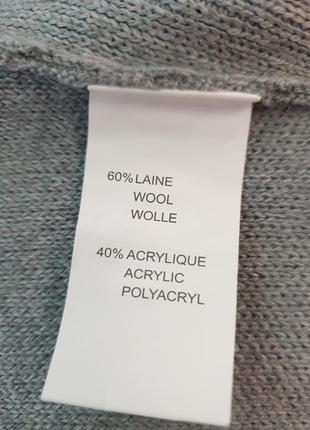 60% LAINE
WOOL
WOLLE
40% ACRYLIQUE
ACRYLIC
POLYACRYL